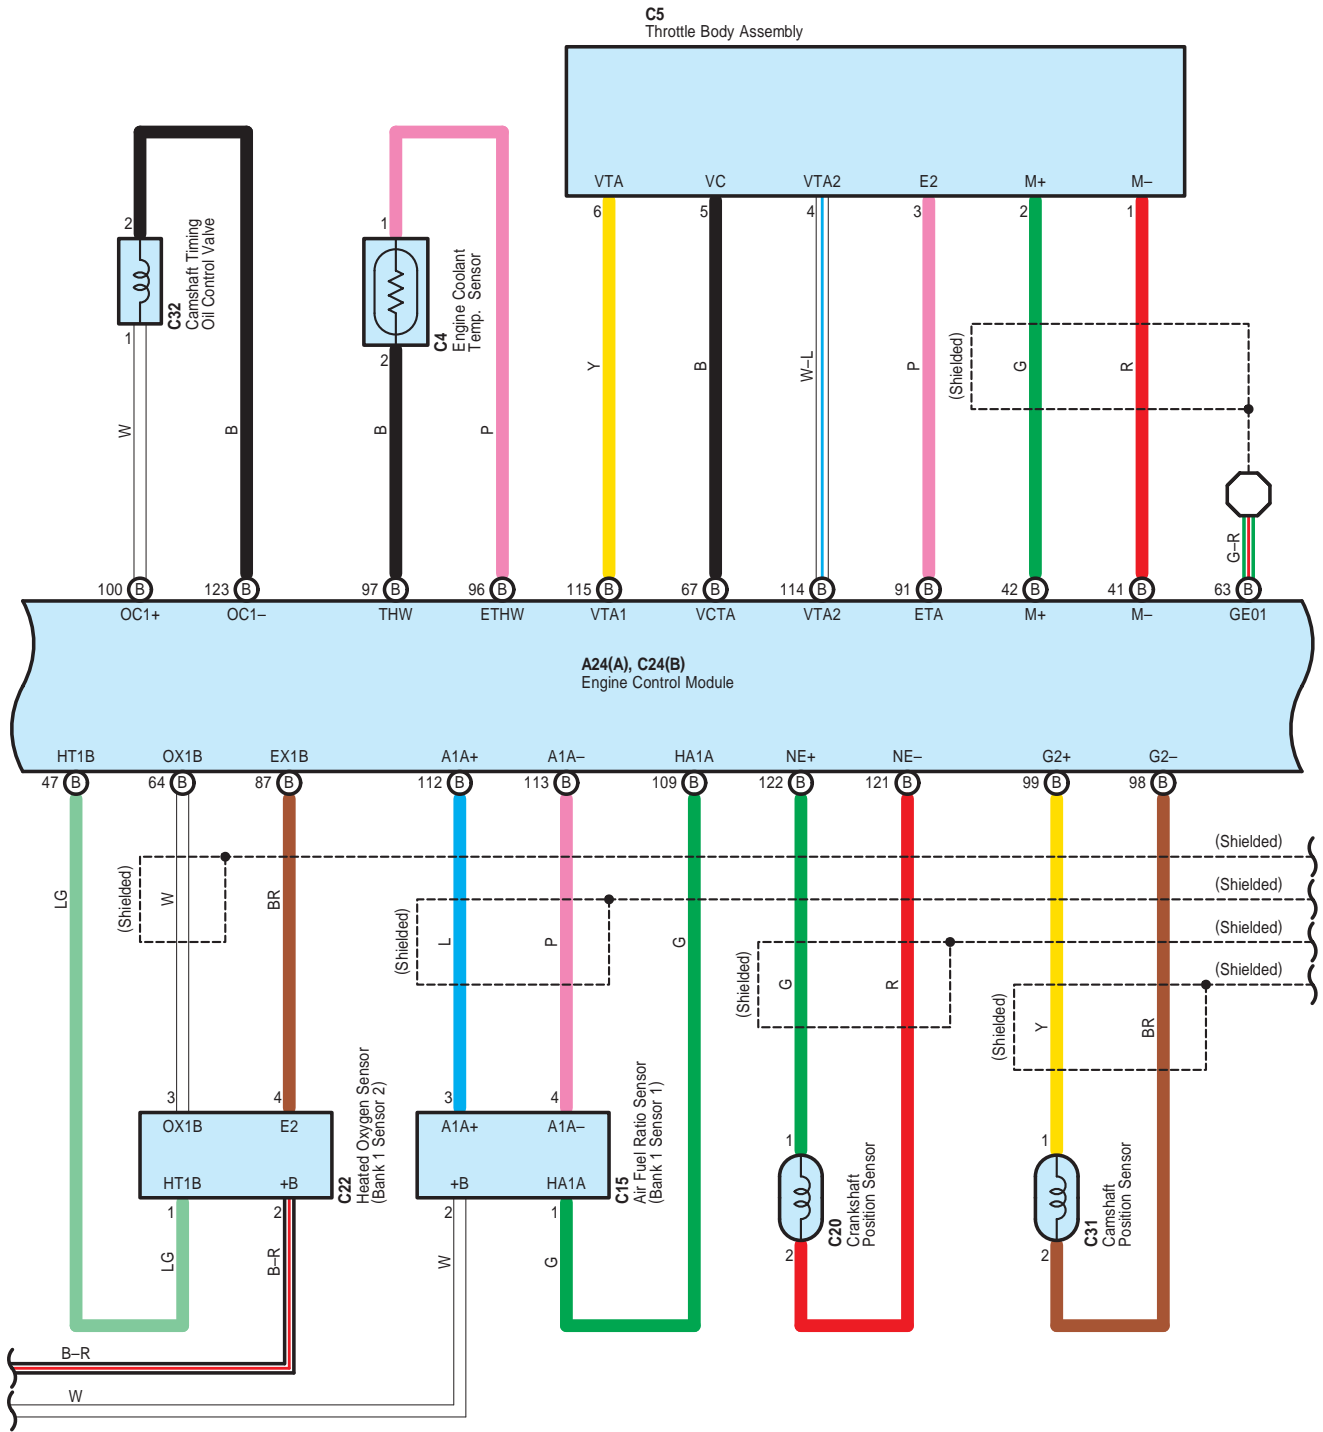 C5
Throttle Body Assembly
VTA VC VTA2 E2 M+ M–
6 5 4 3 2 1
2
C32
Camshaft Timing
Oil Control Valve
1
1
C4
Engine Coolant
Temp. Sensor
2
(Shielded)
W B B P Y B W–L P G R
G–R
100 B 123 B 97 B 96 B 115 B 67 B 114 B 91 B 42 B 41 B 63 B
OC1+ OC1– THW ETHW VTA1 VCTA VTA2 ETA M+ M– GE01
A24(A), C24(B)
Engine Control Module
HT1B OX1B EX1B A1A+ A1A– HA1A NE+ NE– G2+ G2–
47 B 64 B 87 B 112 B 113 B 109 B 122 B 121 B 99 B 98 B
(Shielded)
(Shielded)
(Shielded)
(Shielded)
LG (Shielded) W BR
(Shielded) L P G
(Shielded) G R
(Shielded) Y BR
3 4
OX1B E2
HT1B +B
1 2
C22
Heated Oxygen Sensor
(Bank 1 Sensor 2)
3 4
A1A+ A1A–
+B HA1A
2 1
C15
Air Fuel Ratio Sensor
(Bank 1 Sensor 1)
1
C20
Crankshaft
Position Sensor
2
1
C31
Camshaft
Position Sensor
2
LG B–R W G
B–R
W